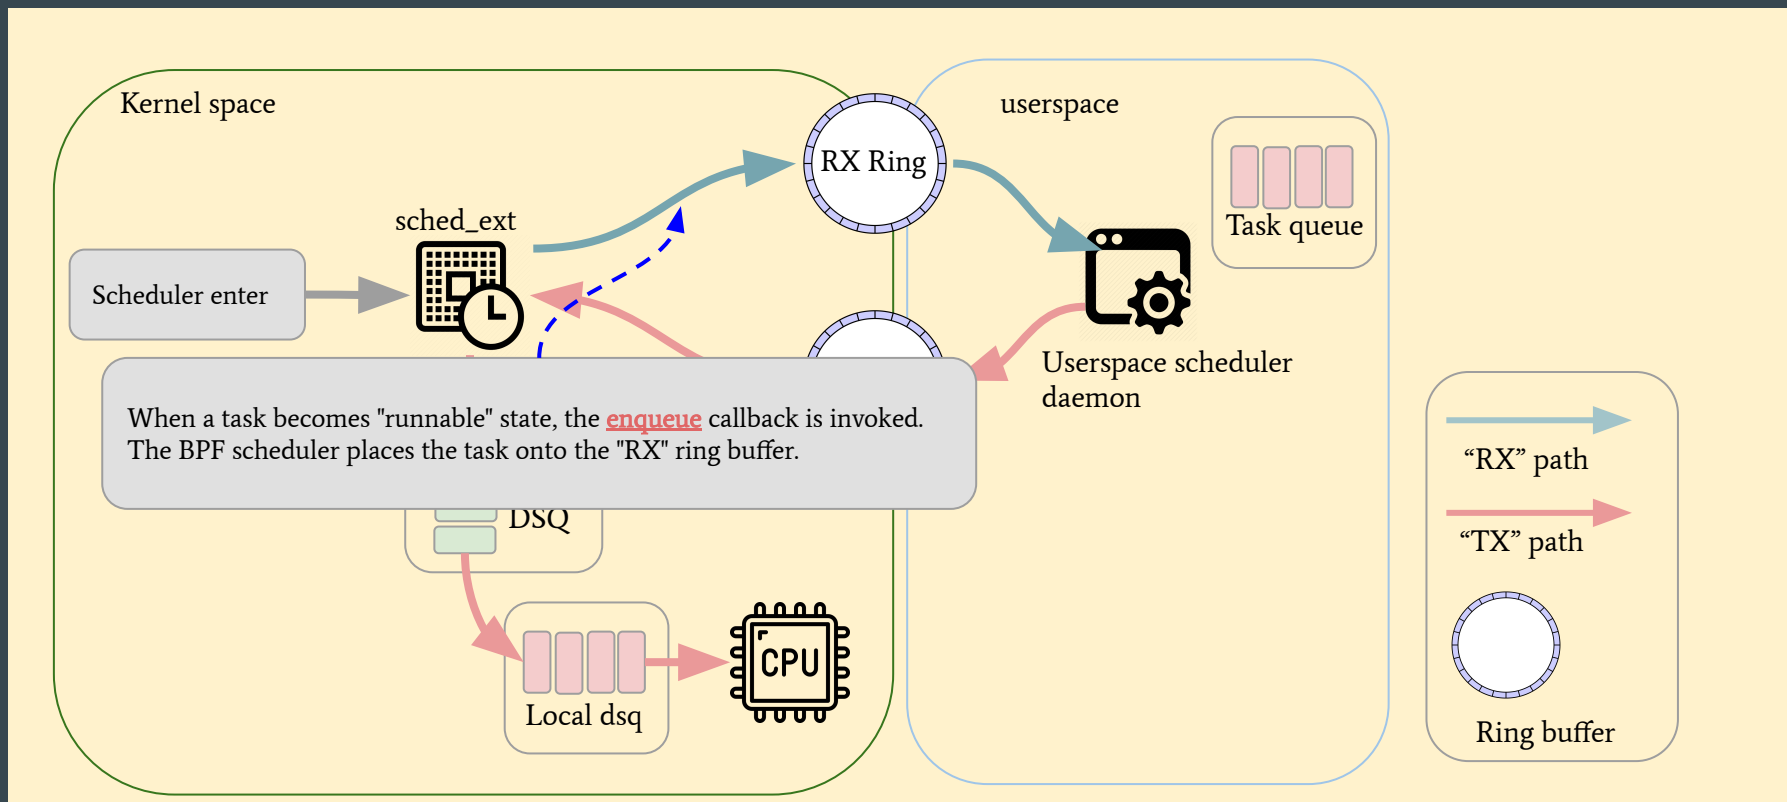 Kernel space
userspace
RX Ring
Task queue
sched_ext
Scheduler enter
Userspace scheduler
daemon
When a task becomes "runnable" state, the enqueue callback is invoked.
The BPF scheduler places the task onto the "RX" ring buffer.
DSQ
CPU
Local dsq
“RX” path
“TX” path
Ring buffer